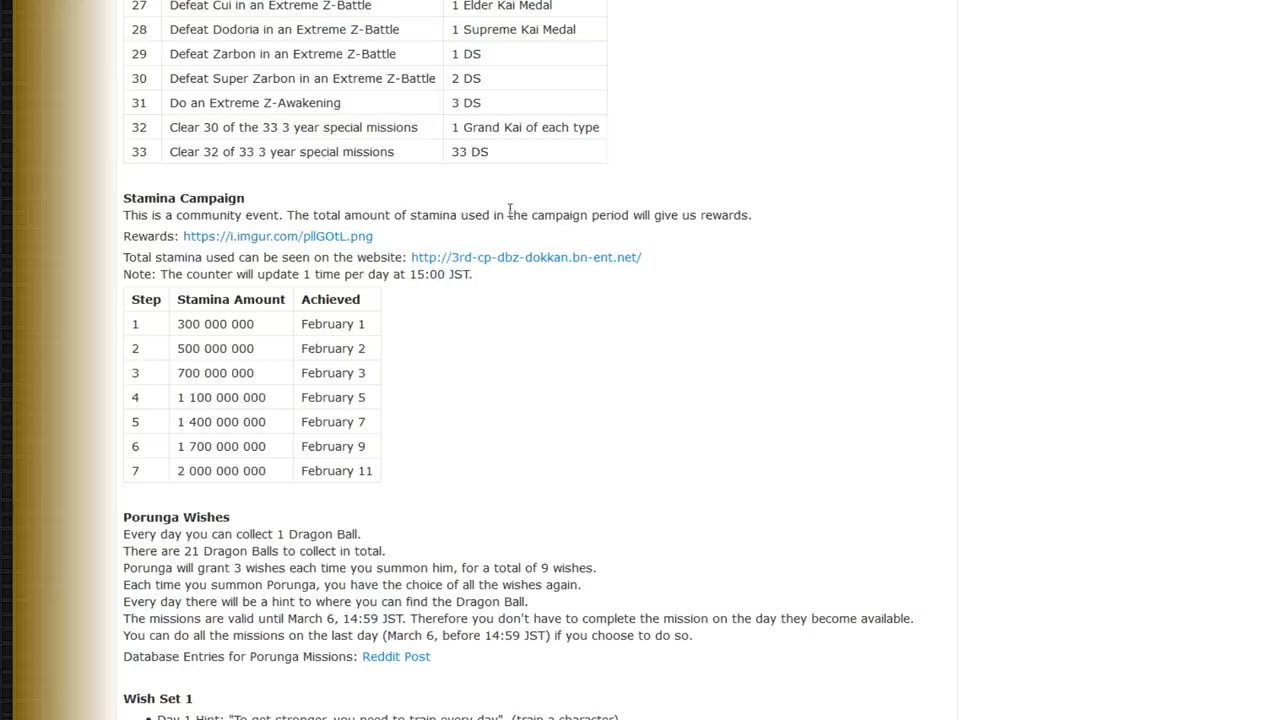 27 Defeat Cui in an Extreme Z-Battle 1 Elder Kai Medal
28 Defeat Dodoria in an Extreme Z-Battle 1 Supreme Kai Medal
29 Defeat Zarbon in an Extreme Z-Battle 1 DS
30 Defeat Super Zarbon in an Extreme Z-Battle 2 DS
31 Do an Extreme Z-Awakening 3 DS
32 Clear 30 of the 33 3 year special missions 1 Grand Kai of each type
33 Clear 32 of 33 3 year special missions 33 DS
Stamina Campaign
This is a community event. The total amount of stamina used in the campaign period will give us rewards.
Rewards: https://i.imgur.com/pllGOtL.png
Total stamina used can be seen on the website: http://3rd-cp-dbz-dokkan.bn-ent.net/
Note: The counter will update 1 time per day at 15:00 JST.
Step Stamina Amount Achieved
1 300 000 000 February 1
2 500 000 000 February 2
3 700 000 000 February 3
4 1 100 000 000 February 5
5 1 400 000 000 February 7
6 1 700 000 000 February 9
7 2 000 000 000 February 11
Porunga Wishes
Every day you can collect 1 Dragon Ball.
There are 21 Dragon Balls to collect in total.
Porunga will grant 3 wishes each time you summon him, for a total of 9 wishes.
Each time you summon Porunga, you have the choice of all the wishes again.
Every day there will be a hint to where you can find the Dragon Ball.
The missions are valid until March 6, 14:59 JST. Therefore you don't have to complete the mission on the day they become available.
You can do all the missions on the last day (March 6, before 14:59 JST) if you choose to do so.
Database Entries for Porunga Missions: Reddit Post
Wish Set 1
• Day 1 Hint: "To get stronger, you need to train every day". (train a character)